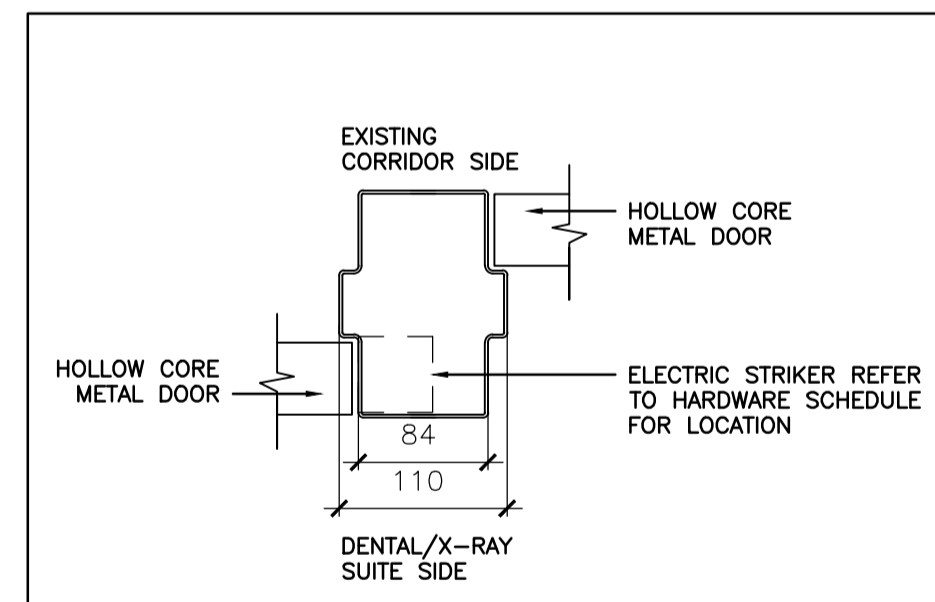 EXISTING
CORRIDOR SIDE
HOLLOW CORE
METAL DOOR
HOLLOW CORE
METAL DOOR
ELECTRIC STRIKER REFER
TO HARDWARE SCHEDULE
FOR LOCATION
84
110
DENTAL/X-RAY
SUITE SIDE